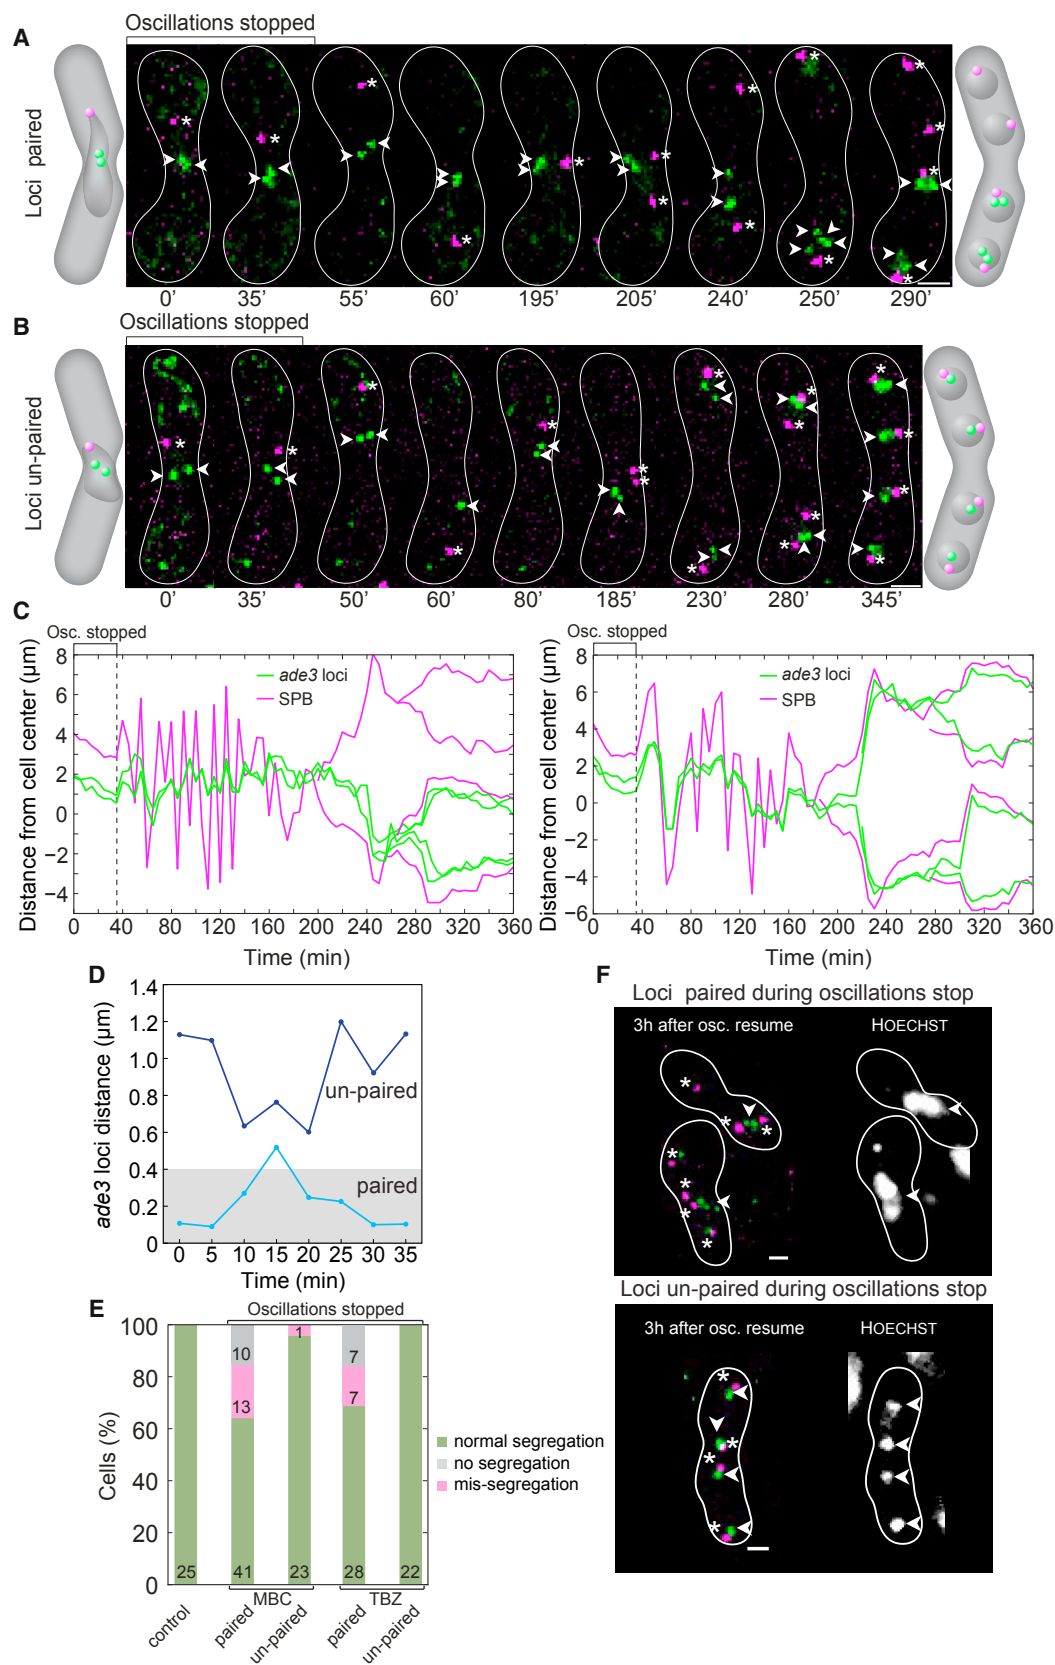 Oscillations stopped
A
Loci paired
0' 35' 55' 60' 195' 205' 240' 250' 290'
B
Oscillations stopped
Loci un-paired
0' 35' 50' 60' 80' 185' 230' 280' 345'
C
Osc. stopped
Distance from cell center (µm)
8
6
4
2
0
−2
−4
ade3 loci
SPB
0 40 80 120 160 200 240 280 320 360
Time (min)
Osc. stopped
Distance from cell center (µm)
8
6
4
2
0
−2
−4
−6
ade3 loci
SPB
0 40 80 120 160 200 240 280 320 360
Time (min)
D
ade3 loci distance (µm)
1.4
1.2
1.0
0.8
0.6
0.4
0.2
0
un-paired
paired
0 5 10 15 20 25 30 35
Time (min)
E
Oscillations stopped
Cells (%)
100
80
60
40
20
0
10
13
1
7
7
25 41 23 28 22
normal segregation
no segregation
mis-segregation
MBC TBZ
control paired un-paired paired un-paired
F
Loci paired during oscillations stop
3h after osc. resume HOECHST
Loci un-paired during oscillations stop
3h after osc. resume HOECHST